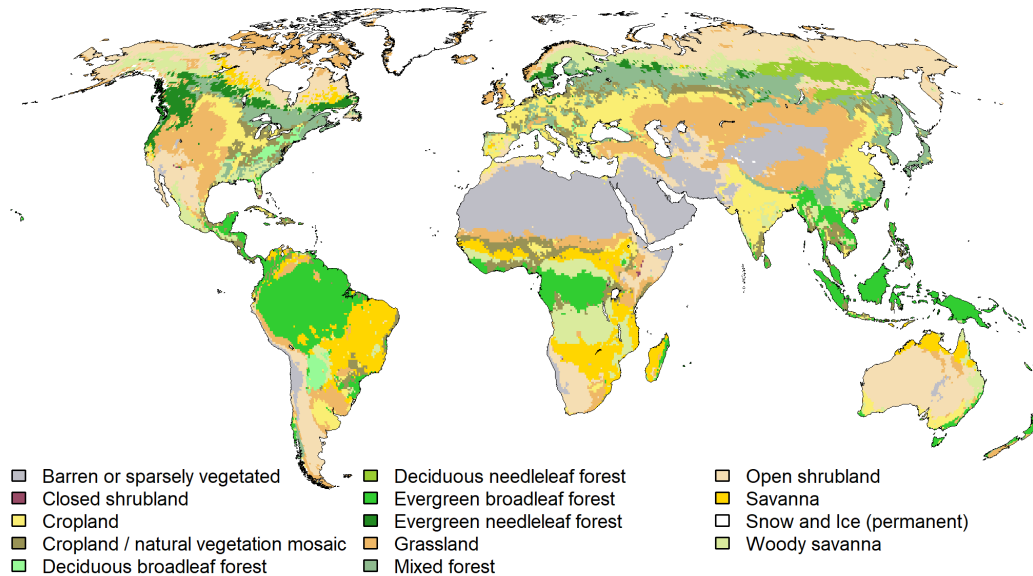 Barren or sparsely vegetated
Closed shrubland
Cropland
Cropland / natural vegetation mosaic
Deciduous broadleaf forest
Deciduous needleleaf forest
Evergreen broadleaf forest
Evergreen needleleaf forest
Grassland
Mixed forest
Open shrubland
Savanna
Snow and Ice (permanent)
Woody savanna